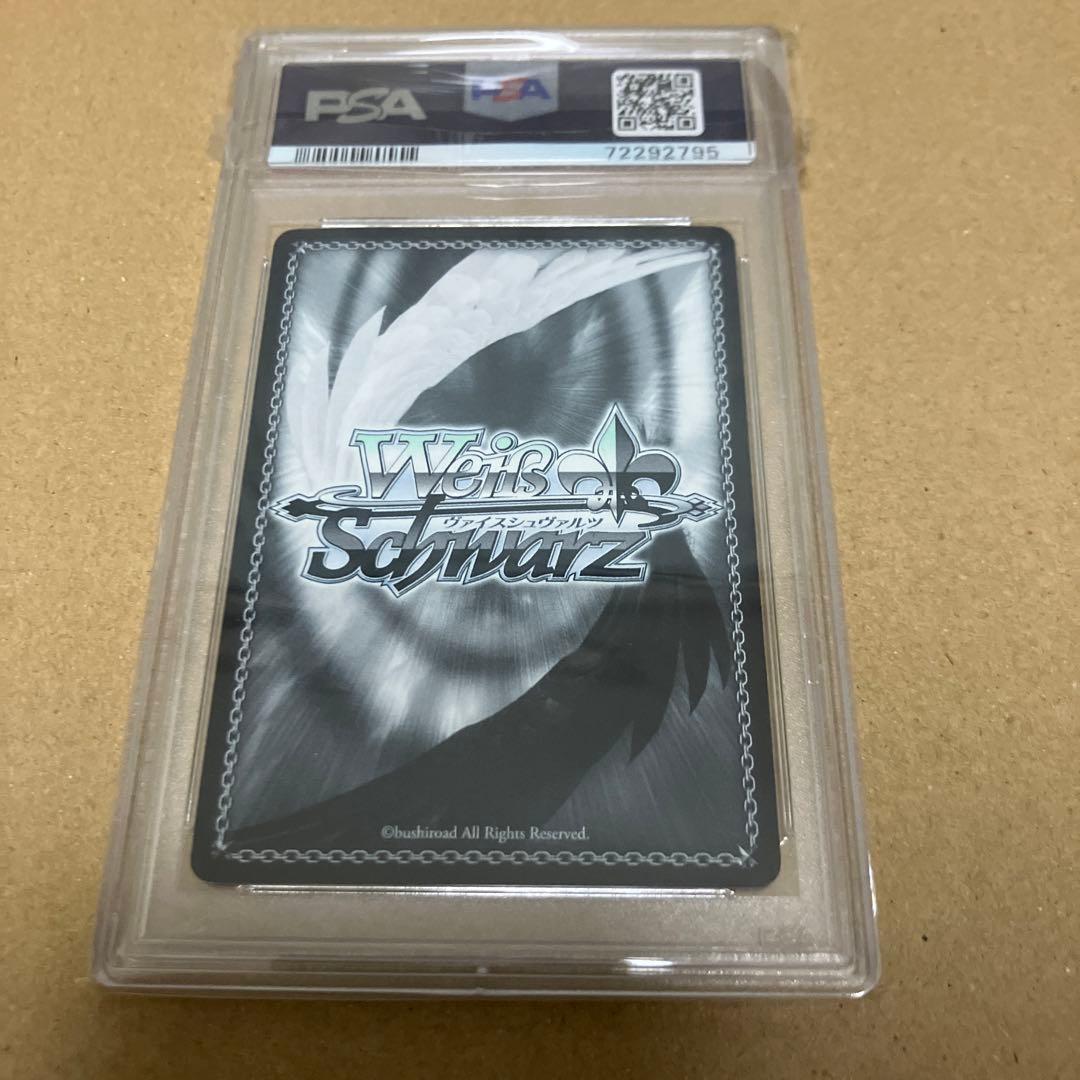 PSA
PSA
72292795
Weiß
ヴァイスシュヴァルツ
Schwarz
©bushiroad All Rights Reserved.